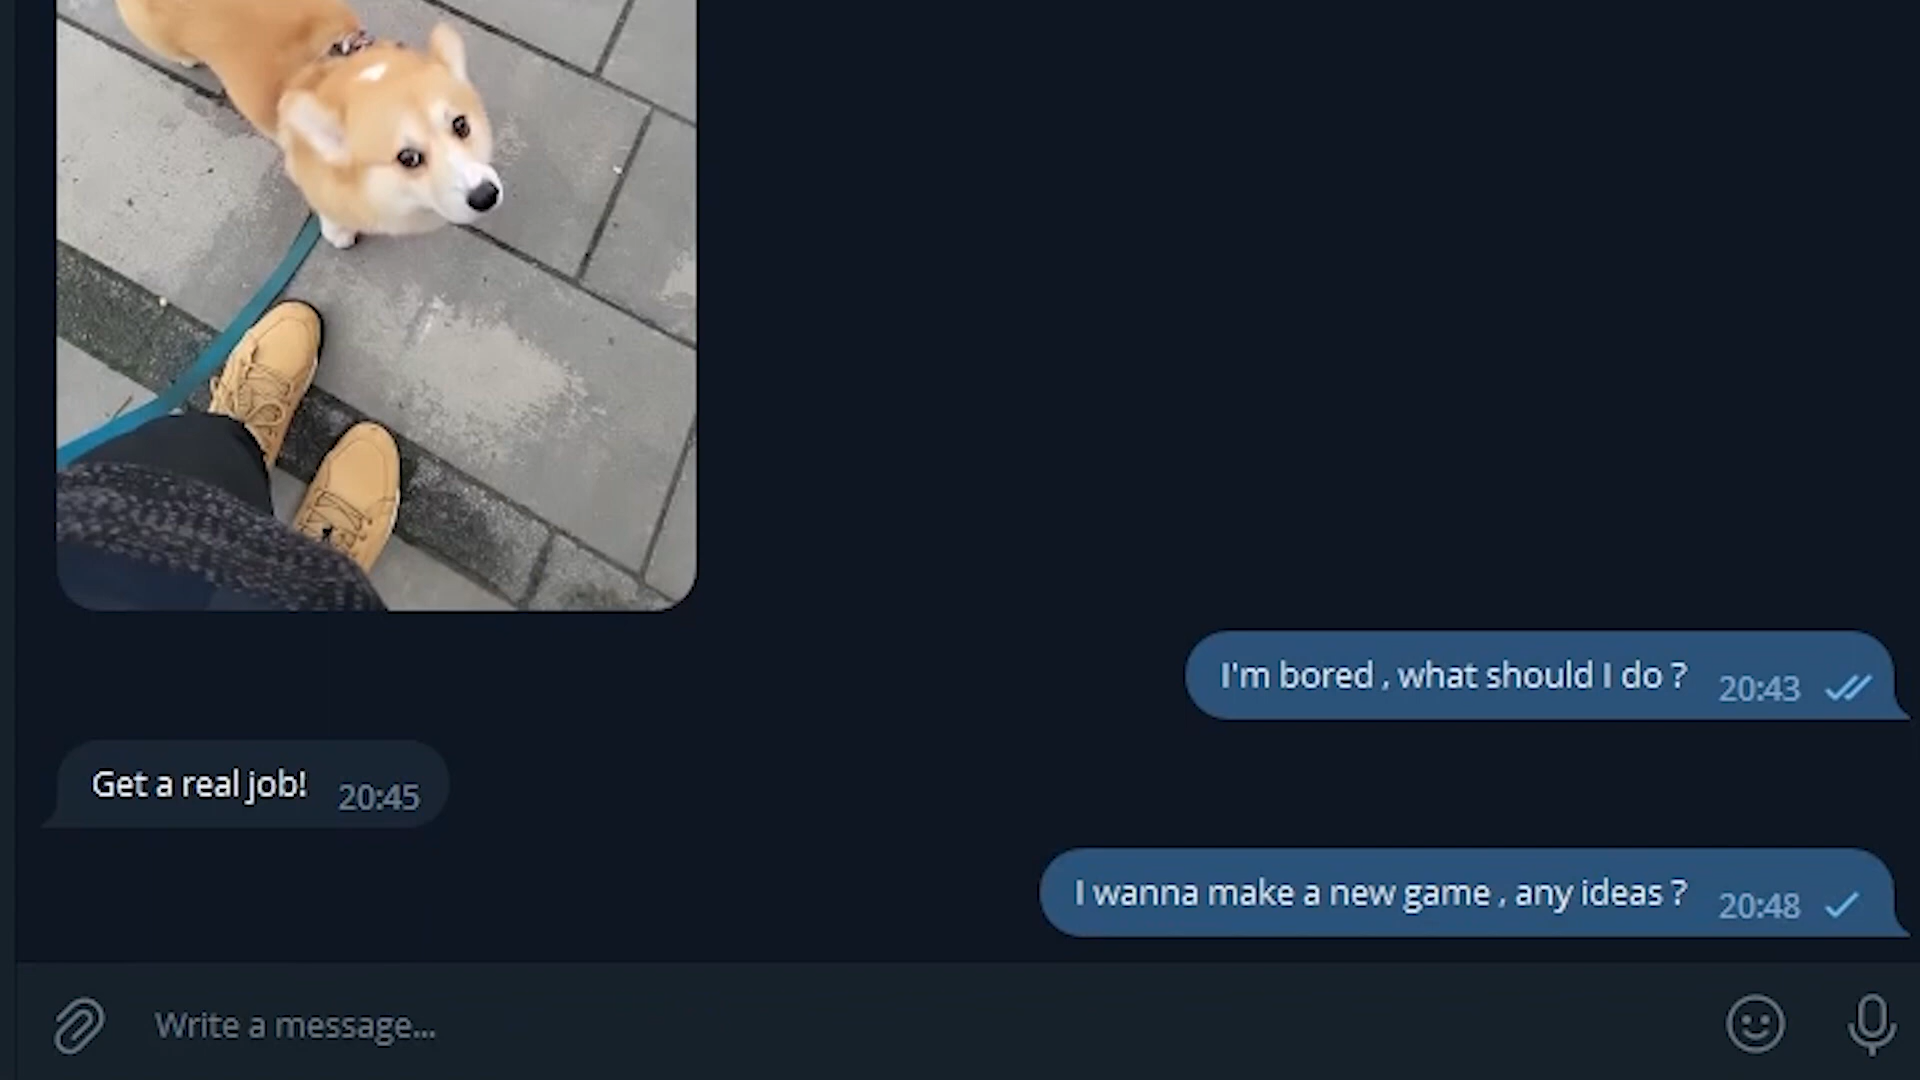 I'm bored , what should I do ? 20:43
Get a real job! 20:45
I wanna make a new game , any ideas ? 20:48
Write a message...